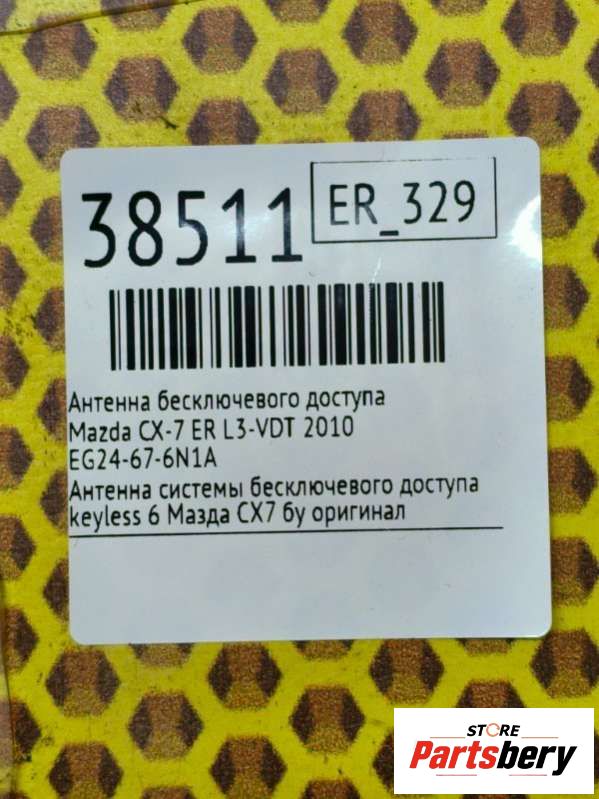 38511
ER_329
Антенна бесключевого доступа
Mazda CX-7 ER L3-VDT 2010
EG24-67-6N1A
Антенна системы бесключевого доступа
keyless 6 Мазда СХ7 бу оригинал
STORE
Partsbery